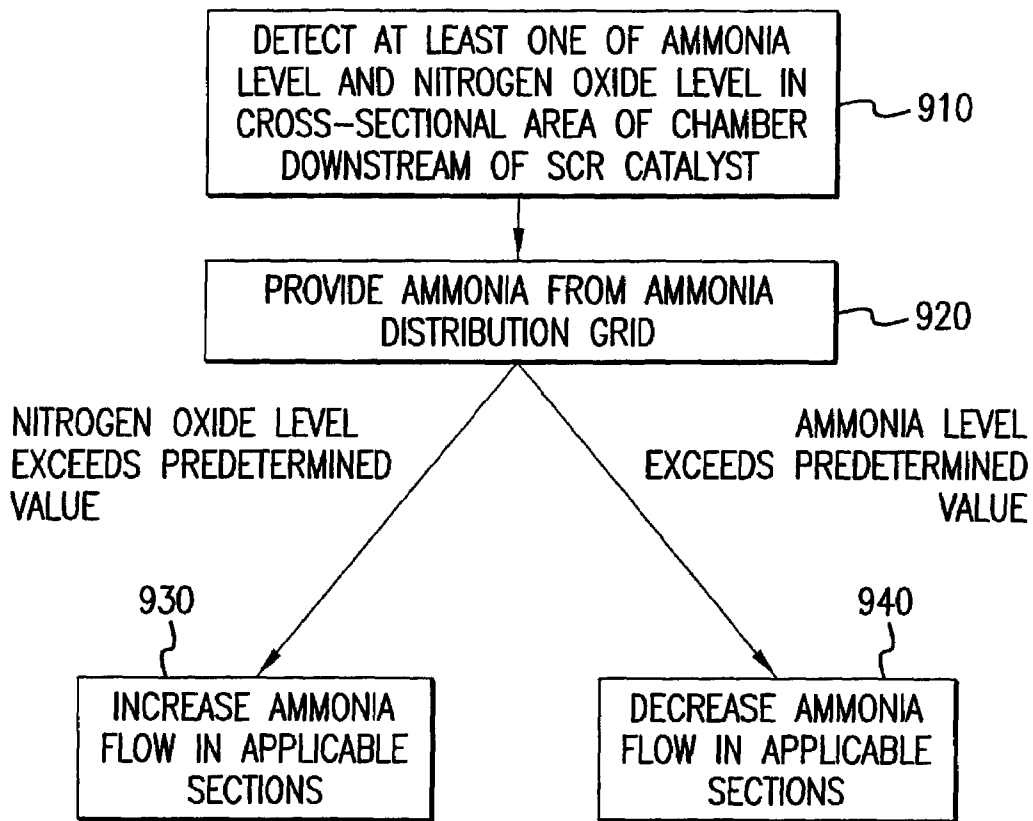 DETECT AT LEAST ONE OF AMMONIA
LEVEL AND NITROGEN OXIDE LEVEL IN
CROSS-SECTIONAL AREA OF CHAMBER
DOWNSTREAM OF SCR CATALYST
910
PROVIDE AMMONIA FROM AMMONIA
DISTRIBUTION GRID
920
NITROGEN OXIDE LEVEL
EXCEEDS PREDETERMINED
VALUE
AMMONIA LEVEL
EXCEEDS PREDETERMINED
VALUE
930
INCREASE AMMONIA
FLOW IN APPLICABLE
SECTIONS
940
DECREASE AMMONIA
FLOW IN APPLICABLE
SECTIONS